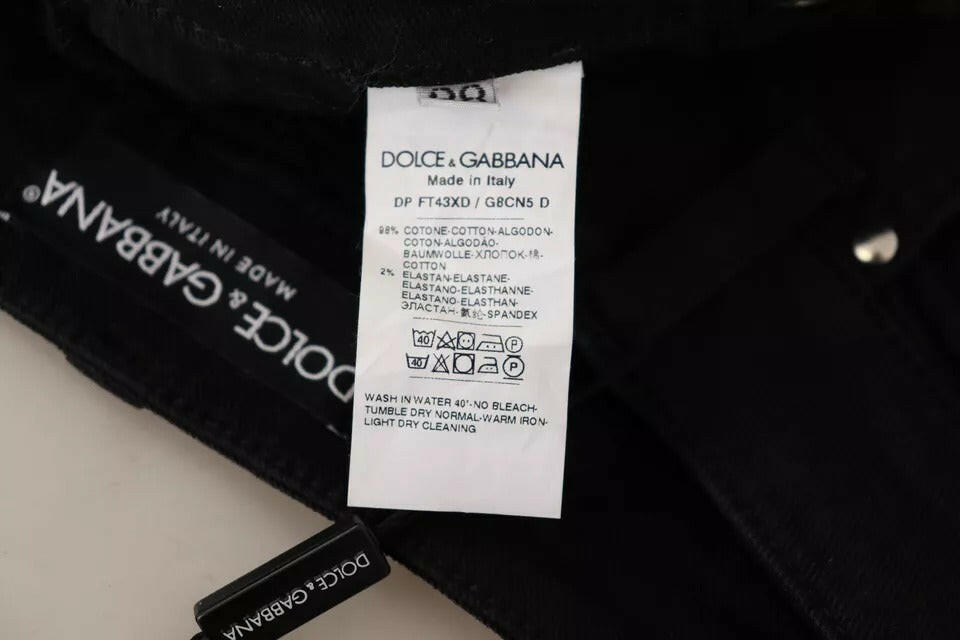 DOLCE & GABBANA
Made in Italy
DP FT43XD / G8CN5 D
98% COTONE-COTTON-ALGODON-
COTON-ALGODÃO-
BAUMWOLLE-ХЛОПОК-棉-
COTTON
2% ELASTAN-ELASTANE-
ELASTANO-ELASTHANNE-
ELASTANO-ELASTHAN-
ЭЛАСТАН-氨纶-SPANDEX
40 P
40 P
WASH IN WATER 40°-NO BLEACH-
TUMBLE DRY NORMAL-WARM IRON-
LIGHT DRY CLEANING
DOLCE & GABBANA®
MADE IN ITALY
DOLCE & GABBANA